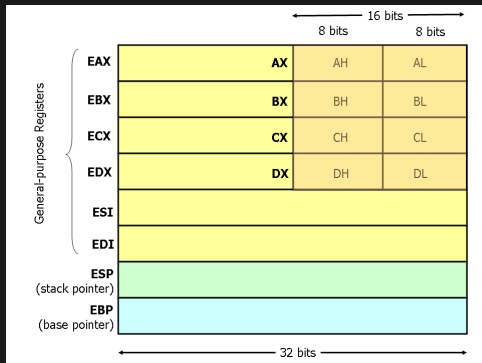 16 bits
8 bits 8 bits
EAX AX AH AL
EBX BX BH BL
ECX CX CH CL
EDX DX DH DL
ESI
EDI
ESP
(stack pointer)
EBP
(base pointer)
32 bits
General-purpose Registers